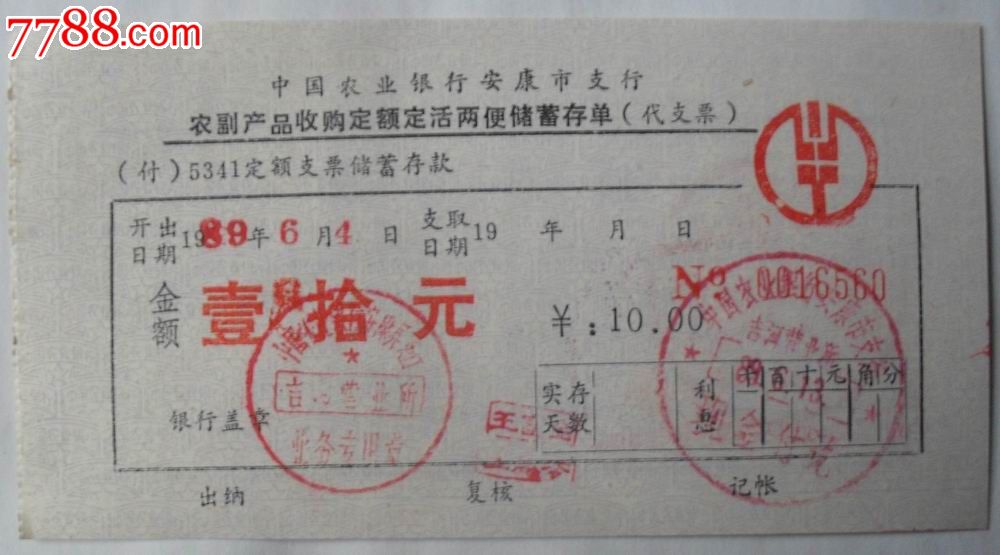 7788.com
中国农业银行安康市支行
农副产品收购定额定活两便储蓄存单(代支票)
(付)5341定额支票储蓄存款
开出日期 1989年6月4日 支取日期19 年 月 日
№ 0016560
金额 壹拾元 ¥:10.00
实存天数 利息 千百十元角分
银行盖章
营业所
业务专用章
出纳 复核 记帐